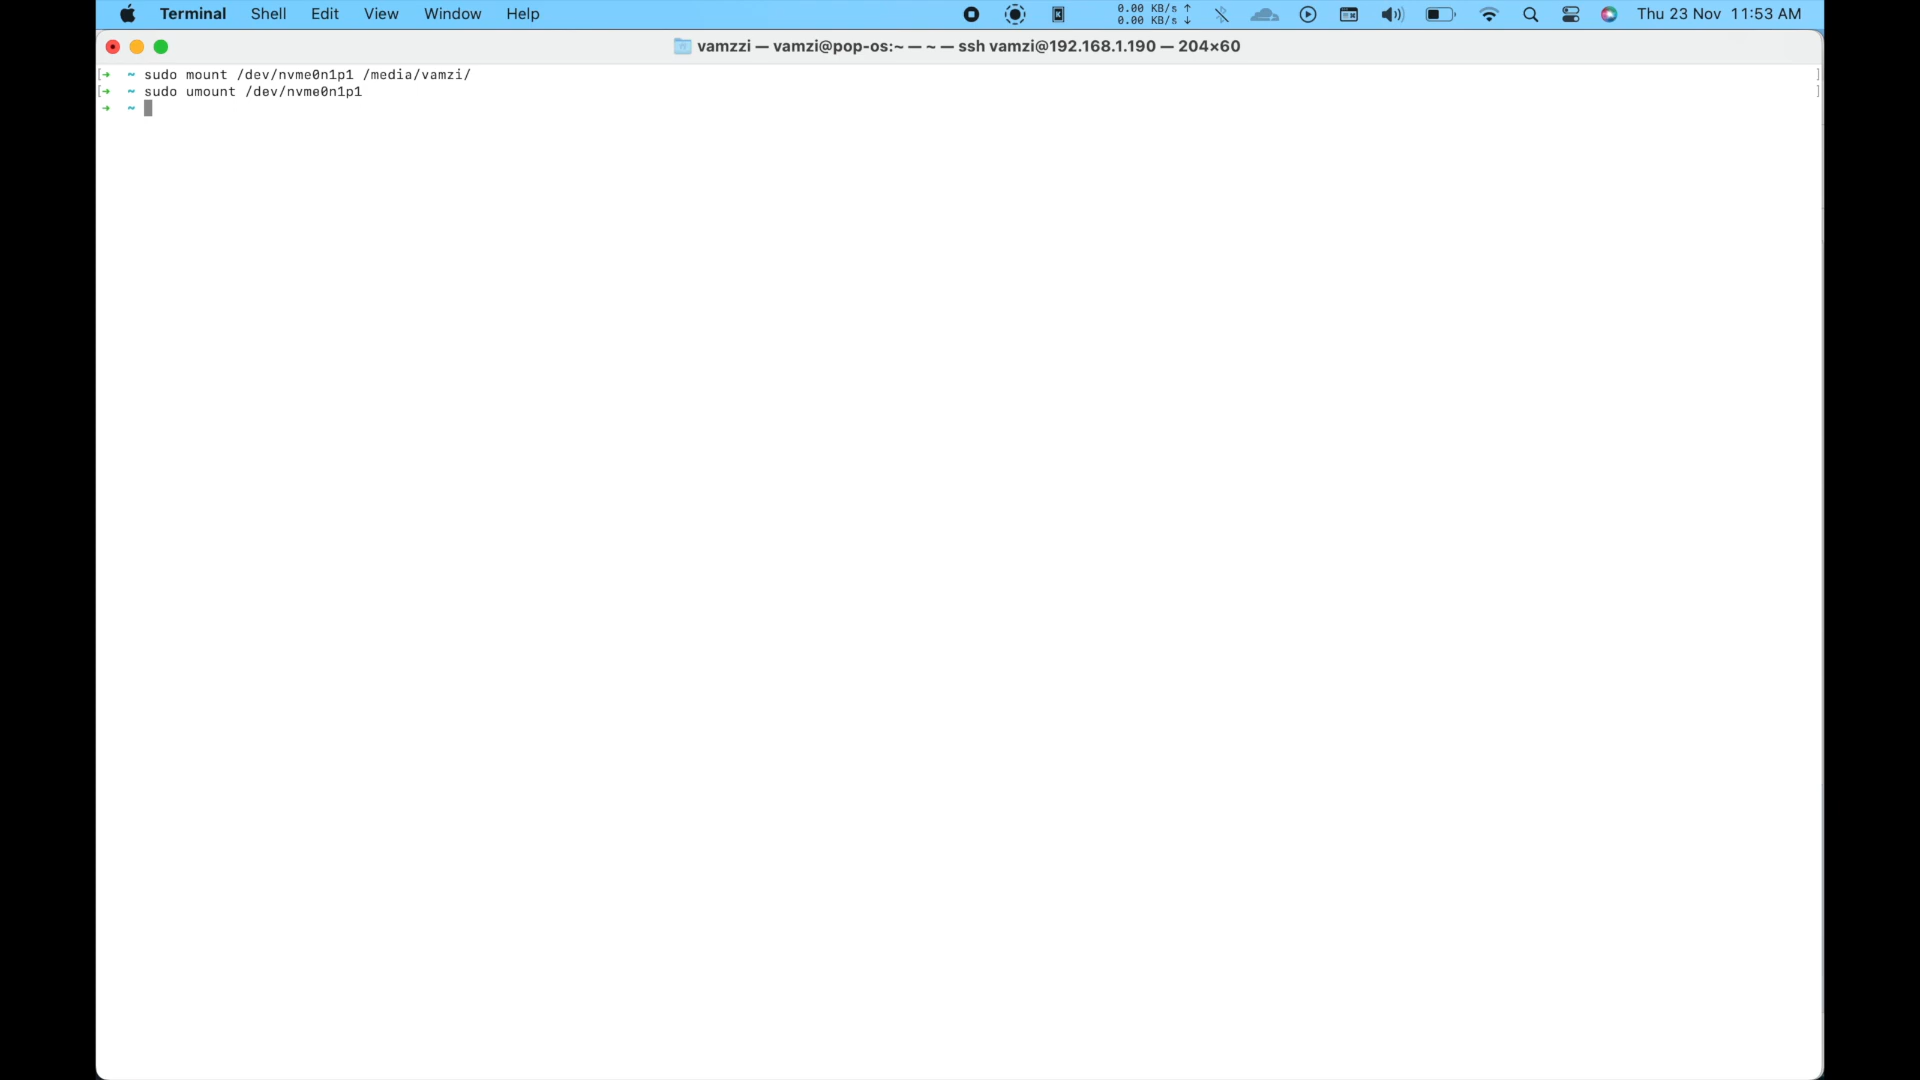 Terminal Shell Edit View Window Help 0.00 KB/s ↑ Thu 23 Nov 11:53 AM
0.00 KB/s ↓
vamzzi — vamzi@pop-os:~ — ~ — ssh vamzi@192.168.1.190 — 204×60
[➜ ~ sudo mount /dev/nvme0n1p1 /media/vamzi/ ]
[➜ ~ sudo umount /dev/nvme0n1p1 ]
➜ ~